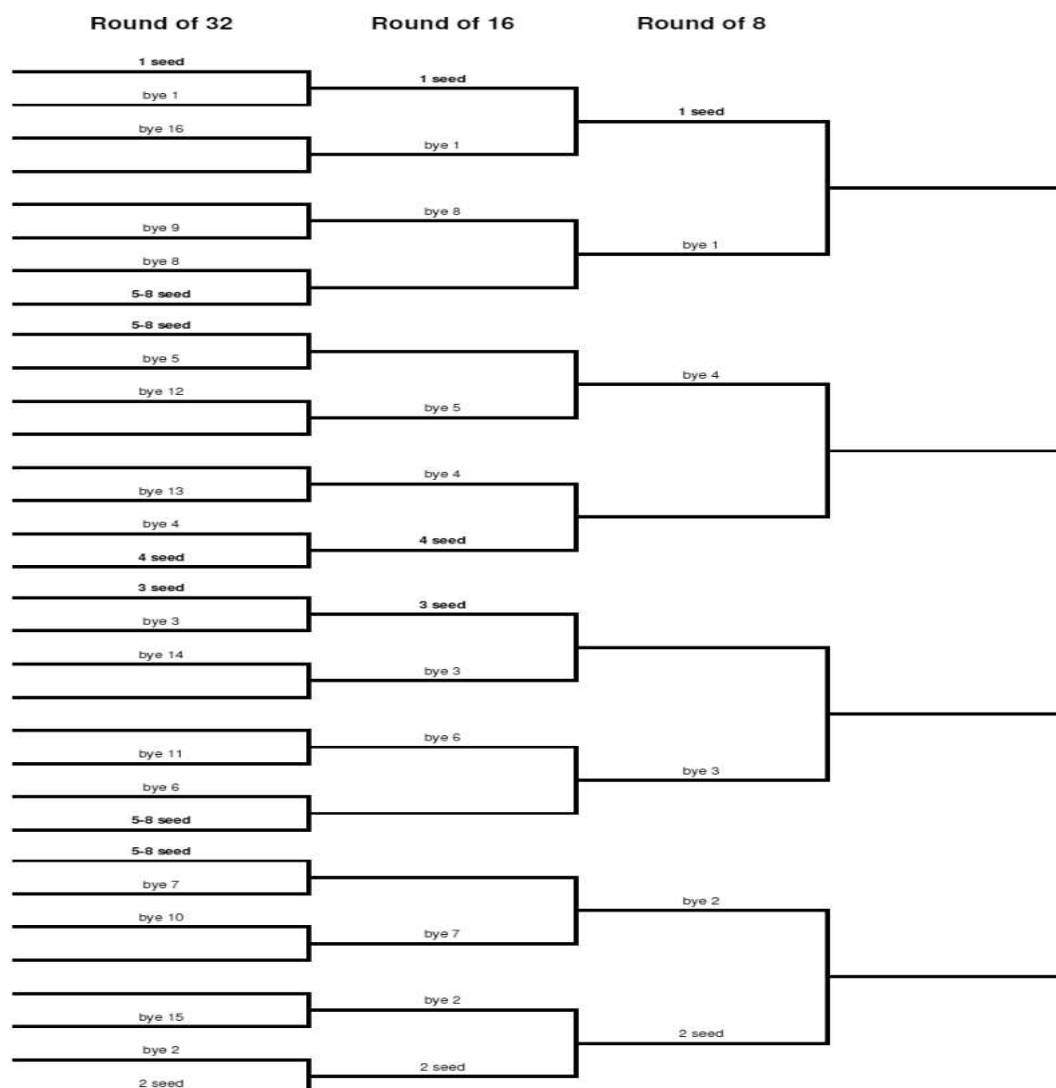 Round of 32
Round of 16
Round of 8
1 seed
bye 1
bye 16
bye 9
bye 8
5-8 seed
5-8 seed
bye 5
bye 12
bye 13
bye 4
4 seed
3 seed
bye 3
bye 14
bye 11
bye 6
5-8 seed
5-8 seed
bye 7
bye 10
bye 15
bye 2
2 seed
1 seed
bye 1
bye 8
bye 5
bye 4
4 seed
3 seed
bye 3
bye 6
bye 7
bye 2
2 seed
1 seed
bye 1
bye 4
bye 3
bye 2
2 seed